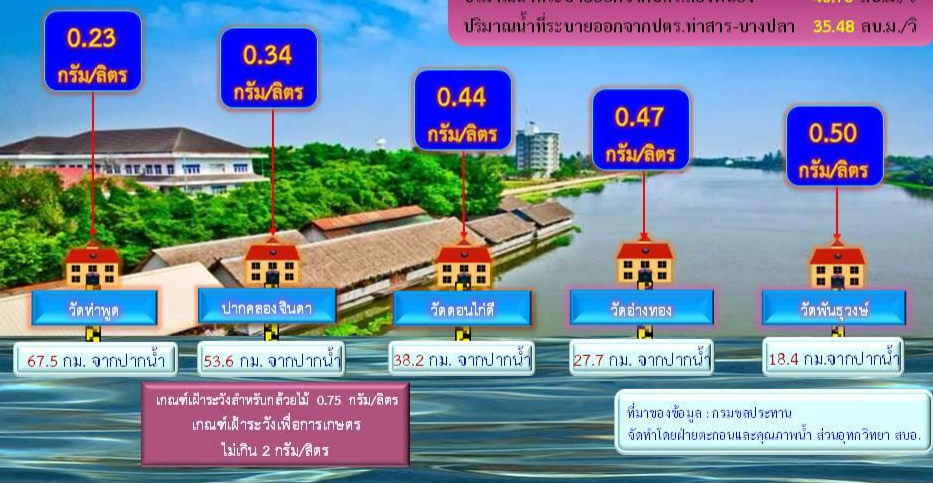 ปริมาณน้ำที่ระบายออกจากปตร.ท่าสาร-บางปลา 35.48 ลบ.ม./วิ
0.23
กรัม/ลิตร
0.34
กรัม/ลิตร
0.44
กรัม/ลิตร
0.47
กรัม/ลิตร
0.50
กรัม/ลิตร
วัดท่าพูด
ปากคลองจินดา
วัดดอนไก่ดี
วัดอ่างทอง
วัดพันธุวงษ์
67.5 กม. จากปากน้ำ
53.6 กม. จากปากน้ำ
38.2 กม. จากปากน้ำ
27.7 กม. จากปากน้ำ
18.4 กม.จากปากน้ำ
เกณฑ์เฝ้าระวังสำหรับกล้วยไม้ 0.75 กรัม/ลิตร
เกณฑ์เฝ้าระวังเพื่อการเกษตร
ไม่เกิน 2 กรัม/ลิตร
ที่มาของข้อมูล : กรมชลประทาน
จัดทำโดยฝ่ายตะกอนและคุณภาพน้ำ ส่วนอุทกวิทยา สบอ.